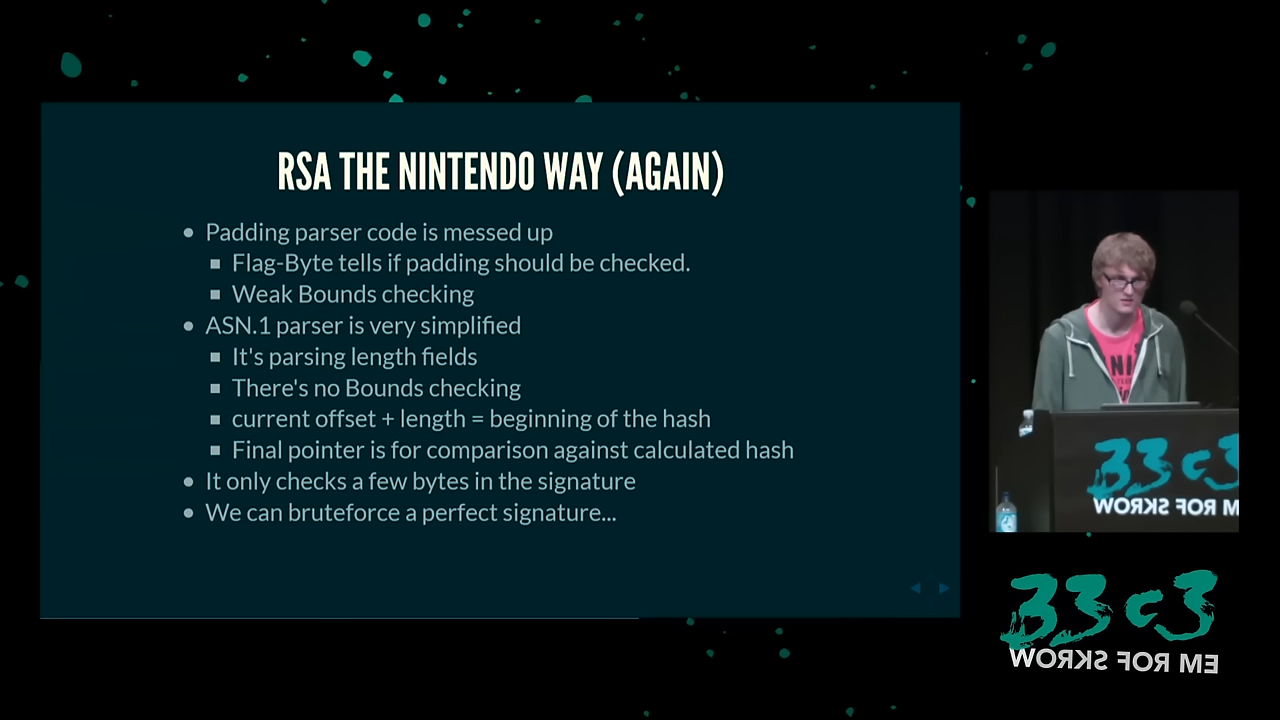 RSA THE NINTENDO WAY (AGAIN)
Padding parser code is messed up
Flag-Byte tells if padding should be checked.
Weak Bounds checking
ASN.1 parser is very simplified
It's parsing length fields
There's no Bounds checking
current offset + length = beginning of the hash
Final pointer is for comparison against calculated hash
It only checks a few bytes in the signature
We can bruteforce a perfect signature...
33c3
WORKS FOR M
33c3
WORKS FOR ME